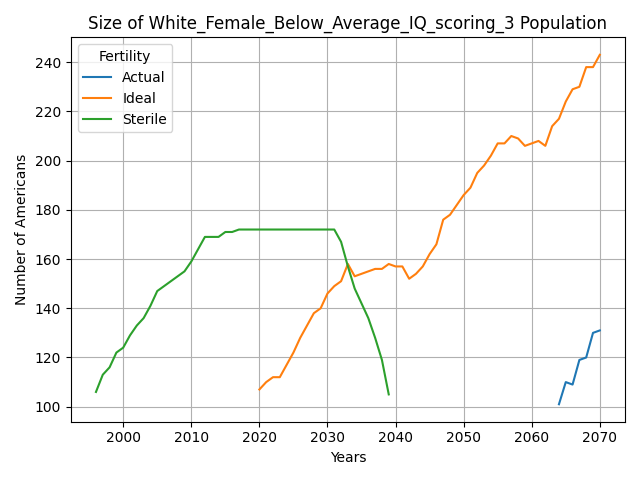 Size of White_Female_Below_Average_IQ_scoring_3 Population
Fertility
Actual
Ideal
Sterile
Number of Americans
240
220
200
180
160
140
120
100
2000 2010 2020 2030 2040 2050 2060 2070
Years